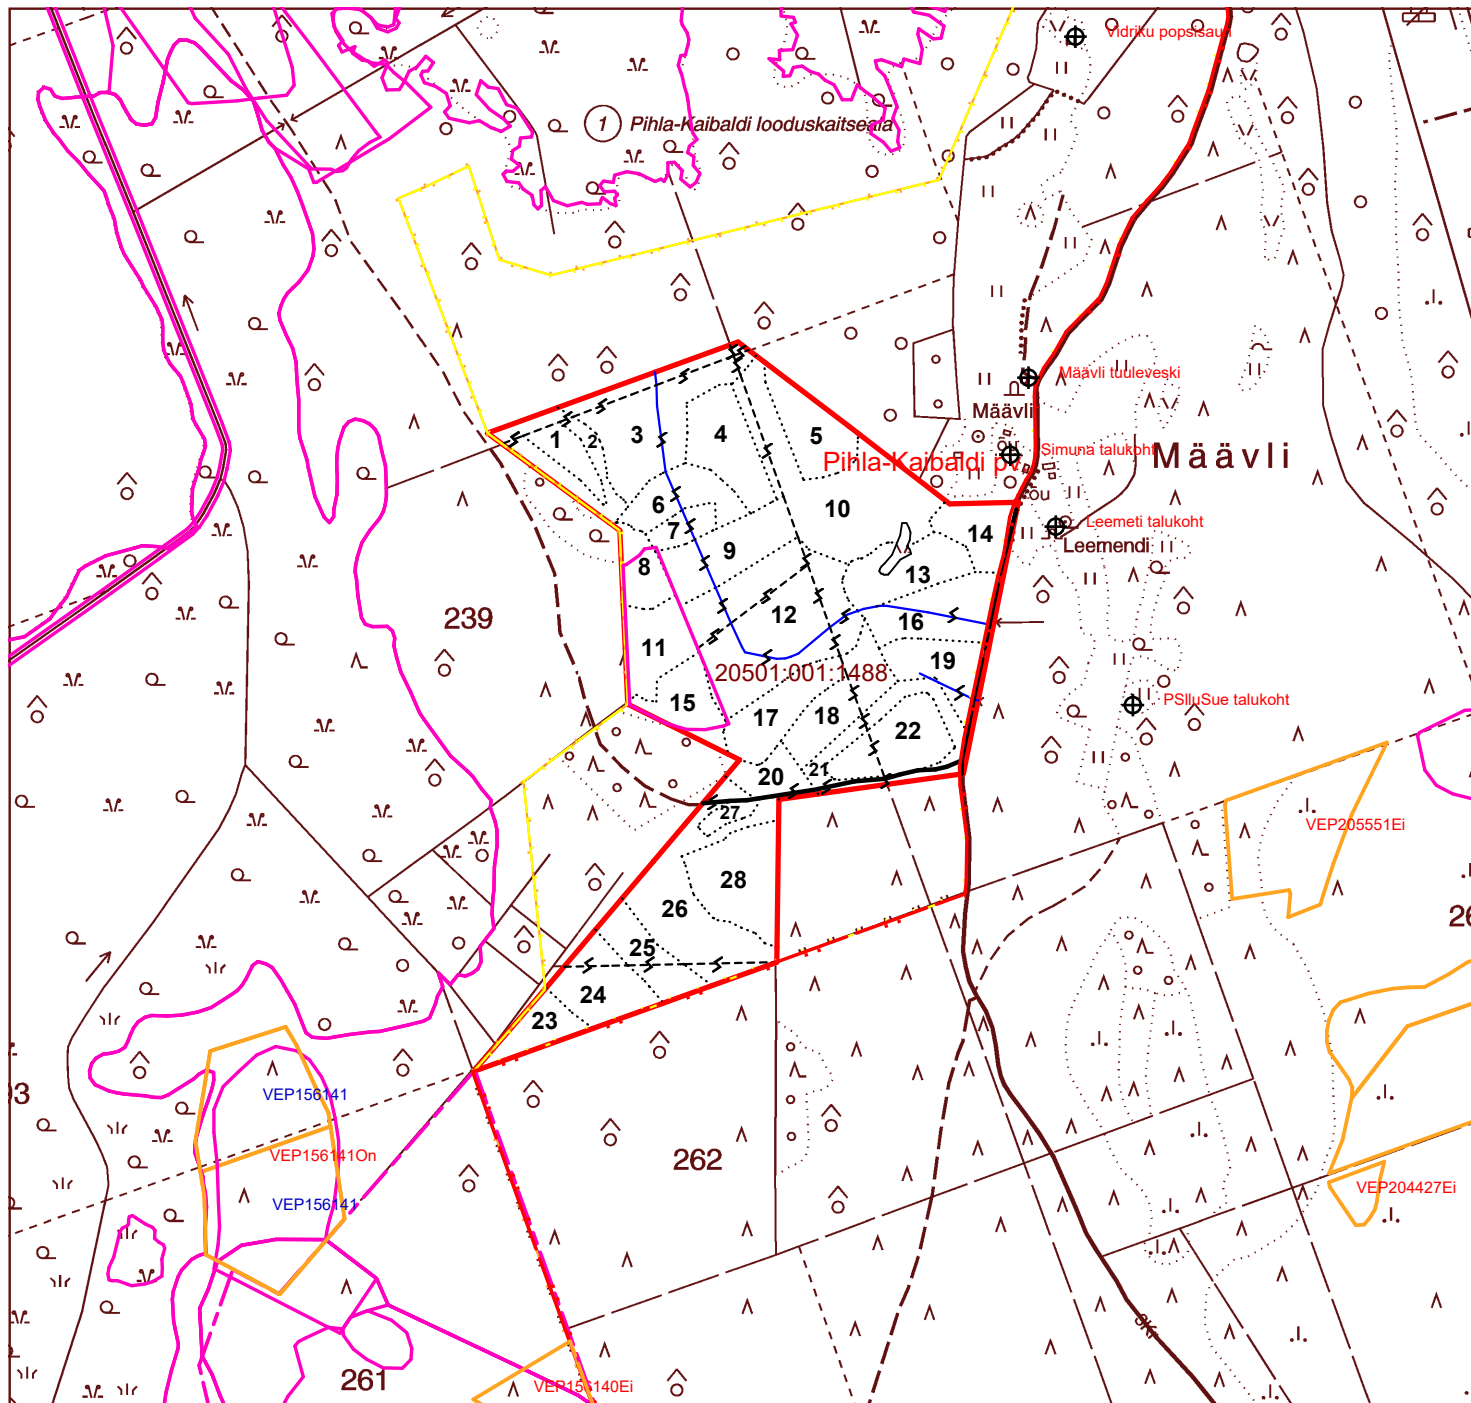 Vidriku popsisaun
1 Pihla-Kaibaldi looduskaitseala
Määvli tuuleveski
Määvli
Simuna talukoht
Määvli
Pihla-Kaibaldi pv
Õu
Leemeti talukoht
Leemendi
1
2
3
4
5
6
7
8
9
10
11
12
13
14
15
16
17
18
19
20
21
22
23
24
25
26
27
28
239
20501:001:1488
PSlluSue talukoht
VEP205551Ei
26
93
VEP156141
VEP156141On
VEP156141
262
VEP204427Ei
261
VEP156140Ei